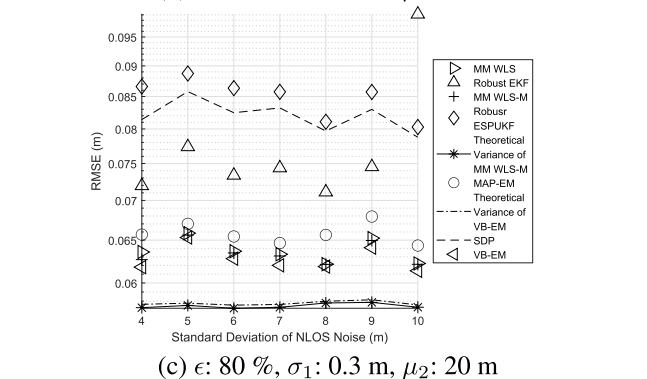 0.095
0.09
0.085
0.08
0.075
0.07
0.065
0.06
RMSE (m)
4
5
6
7
8
9
10
Standard Deviation of NLOS Noise (m)
MM WLS
Robust EKF
MM WLS-M
Robusr
ESPUKF
Theoretical
Variance of
MM WLS-M
MAP-EM
Theoretical
Variance of
VB-EM
SDP
VB-EM
(c) ϵ: 80 %, σ₁: 0.3 m, μ₂: 20 m